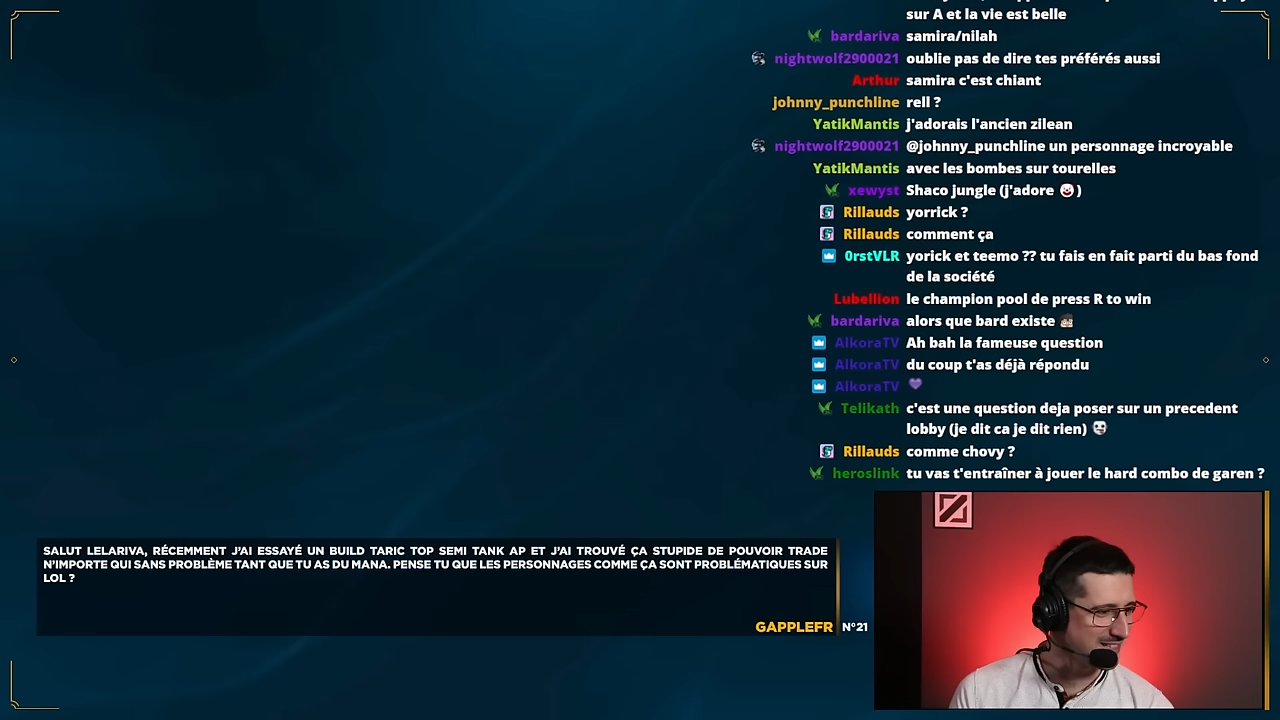 sur A et la vie est belle
bardariva samira/nilah
nightwolf2900021 oublie pas de dire tes préférés aussi
Arthur samira c'est chiant
johnny_punchline rell ?
YatikMantis j'adorais l'ancien zilean
nightwolf2900021 @johnny_punchline un personnage incroyable
YatikMantis avec les bombes sur tourelles
xewyst Shaco jungle (j'adore 🤡)
Rillauds yorrick ?
Rillauds comment ça
0rstVLR yorick et teemo ?? tu fais en fait parti du bas fond
de la société
Lubellion le champion pool de press R to win
bardariva alors que bard existe
AlkoraTV Ah bah la fameuse question
AlkoraTV du coup t'as déjà répondu
AlkoraTV 💜
Telikath c'est une question deja poser sur un precedent
lobby (je dit ca je dit rien)
Rillauds comme chovy ?
heroslink tu vas t'entraîner à jouer le hard combo de garen ?
SALUT LELARIVA, RÉCEMMENT J'AI ESSAYÉ UN BUILD TARIC TOP SEMI TANK AP ET J'AI TROUVÉ ÇA STUPIDE DE POUVOIR TRADE
N'IMPORTE QUI SANS PROBLÈME TANT QUE TU AS DU MANA. PENSE TU QUE LES PERSONNAGES COMME ÇA SONT PROBLÉMATIQUES SUR
LOL ?
GAPPLEFR N°21